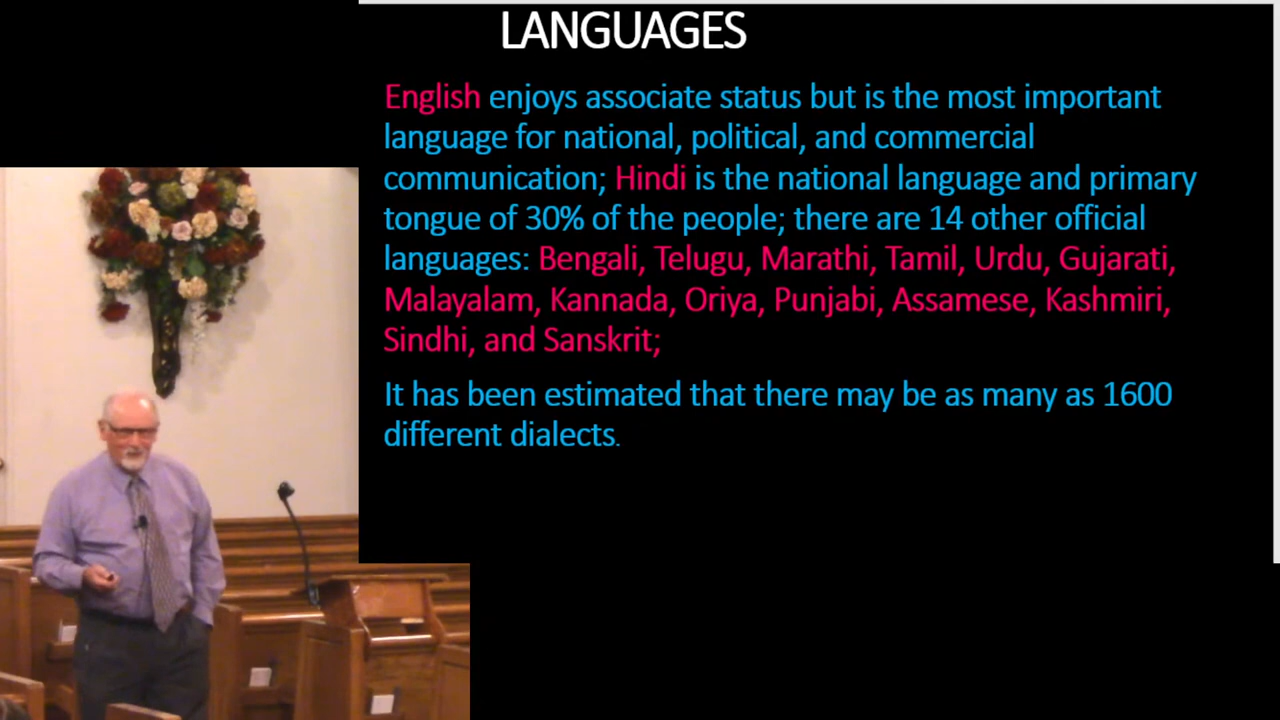 LANGUAGES
English enjoys associate status but is the most important
language for national, political, and commercial
communication; Hindi is the national language and primary
tongue of 30% of the people; there are 14 other official
languages: Bengali, Telugu, Marathi, Tamil, Urdu, Gujarati,
Malayalam, Kannada, Oriya, Punjabi, Assamese, Kashmiri,
Sindhi, and Sanskrit;
It has been estimated that there may be as many as 1600
different dialects.